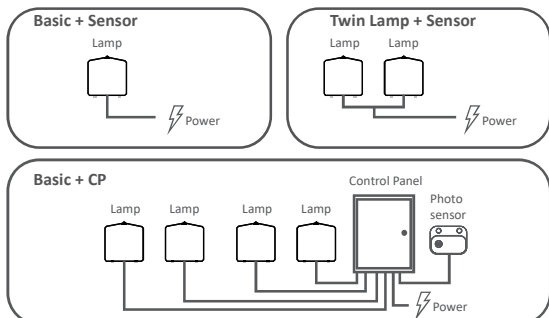 Basic + Sensor
Lamp
Power
Twin Lamp + Sensor
Lamp Lamp
Power
Basic + CP
Control Panel
Lamp Lamp Lamp Lamp
Photo
sensor
Power